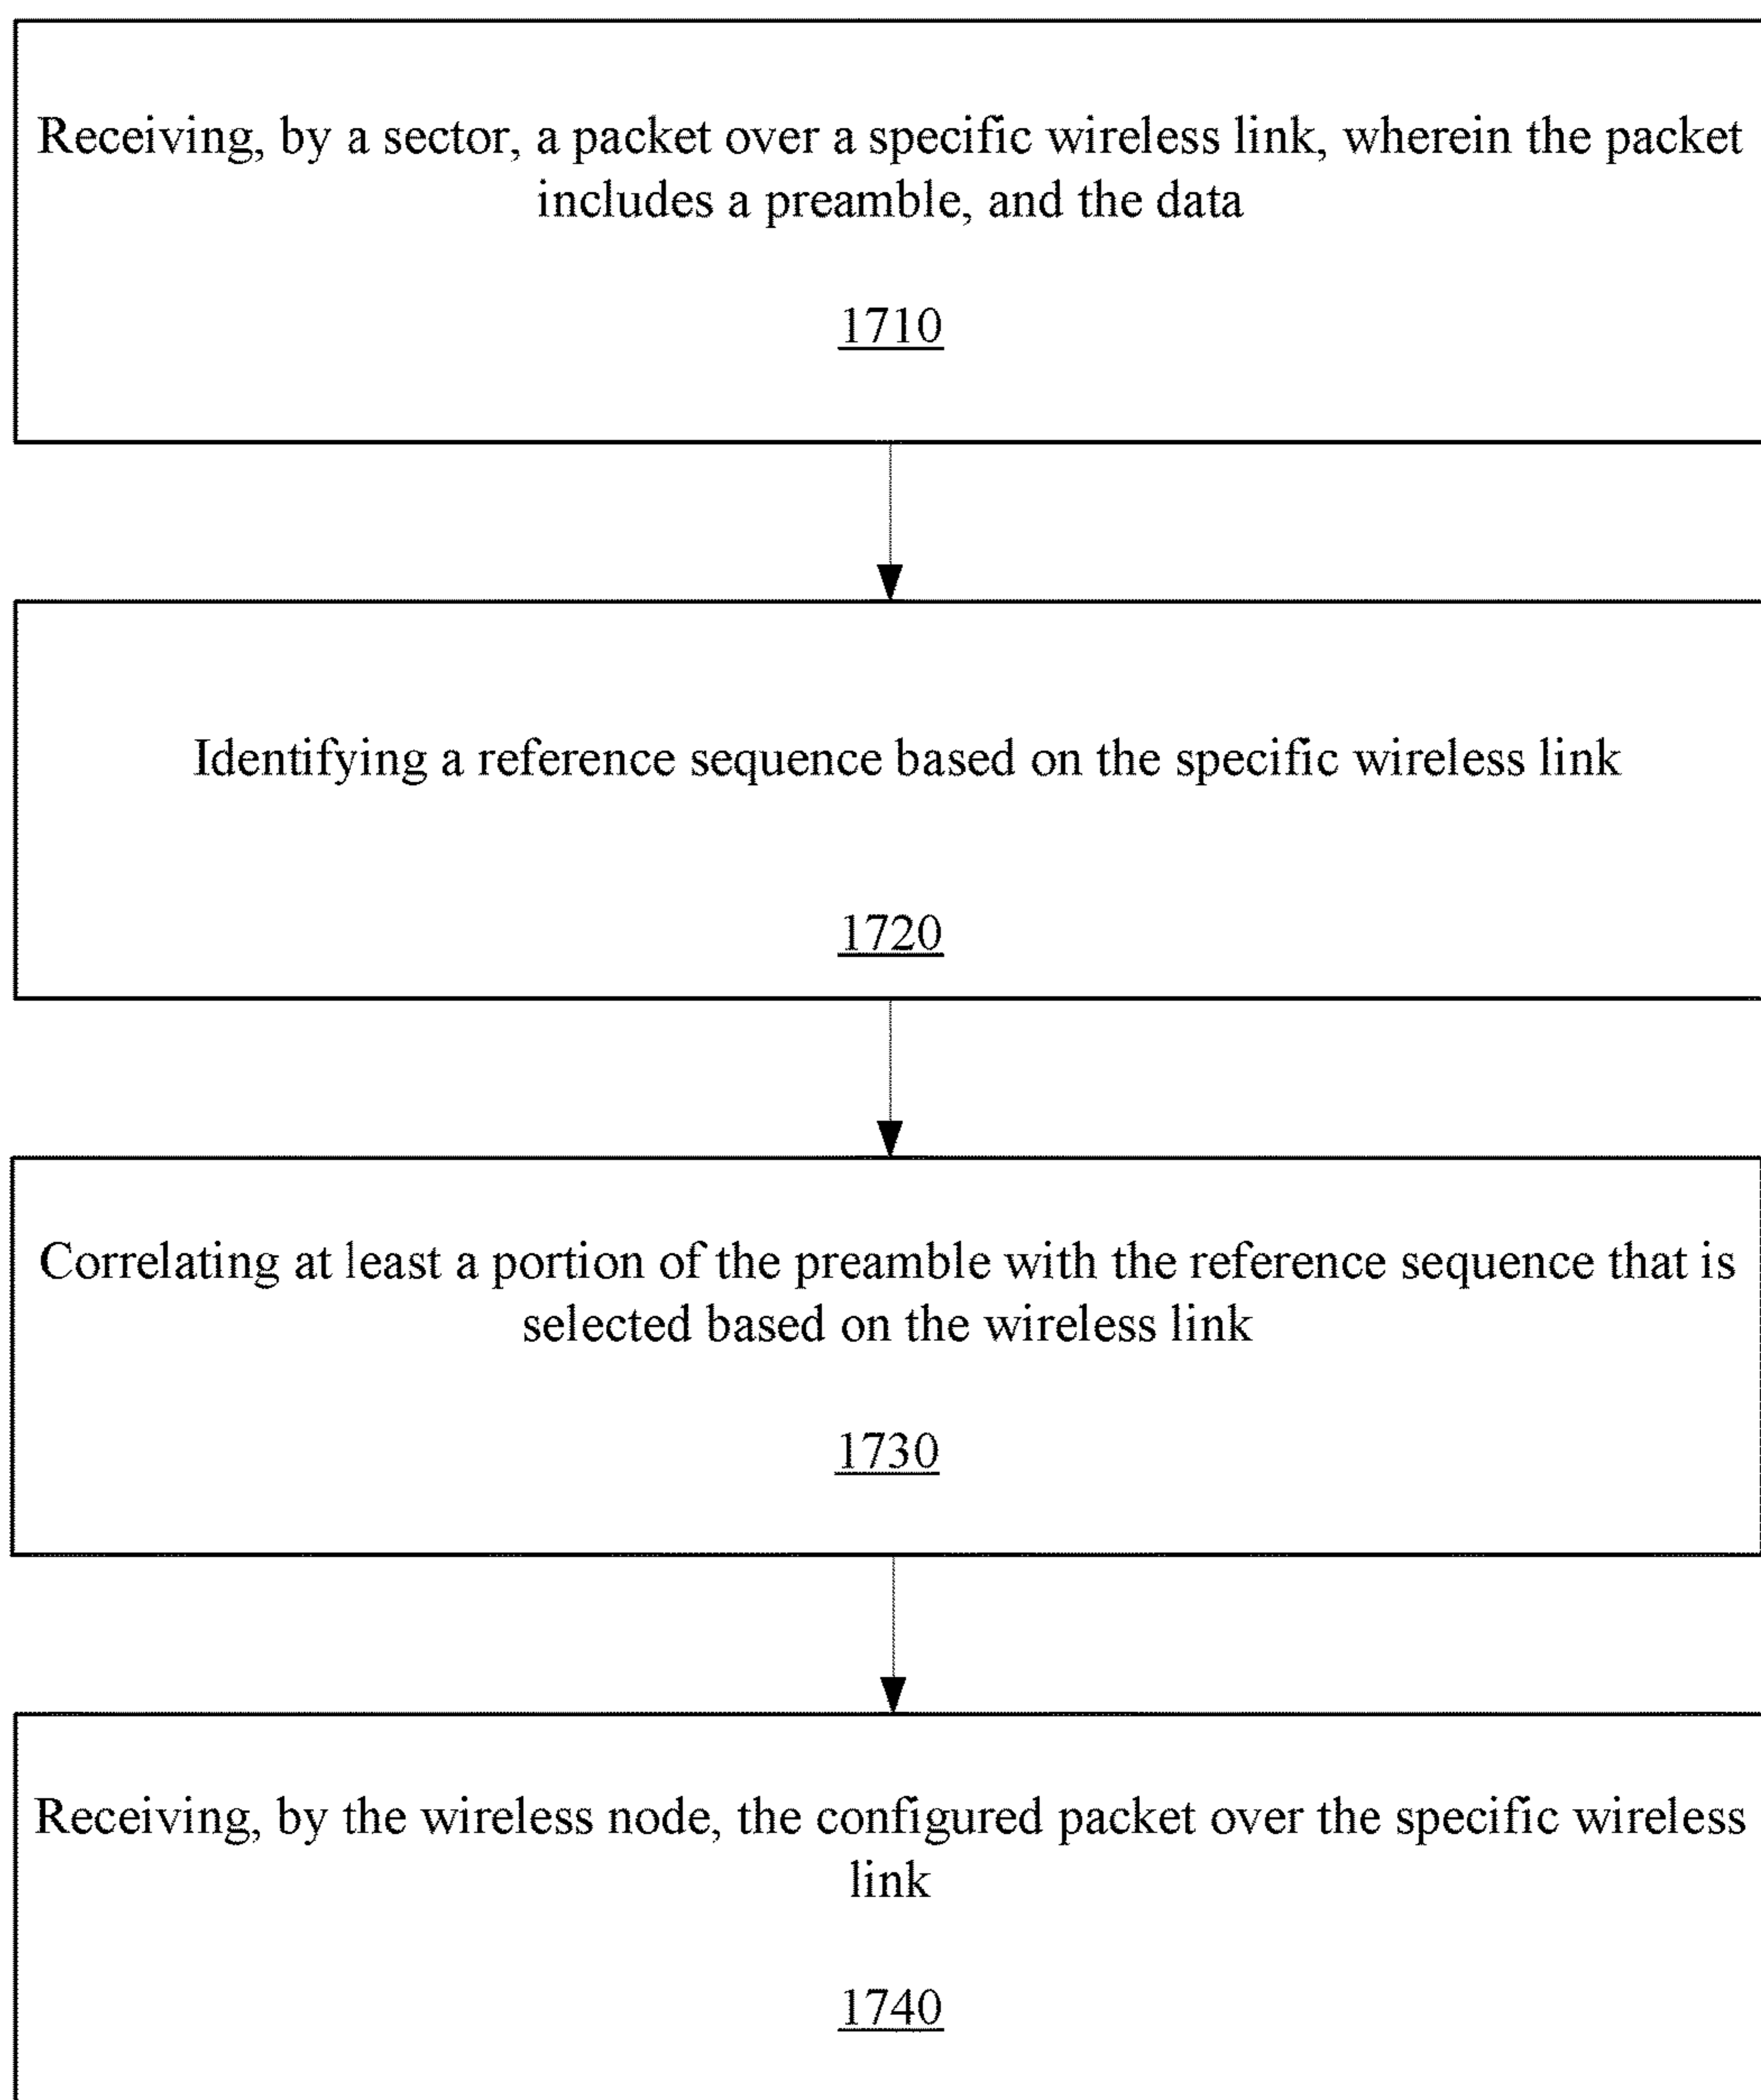 Receiving, by a sector, a packet over a specific wireless link, wherein the packet
includes a preamble, and the data
1710
Identifying a reference sequence based on the specific wireless link
1720
Correlating at least a portion of the preamble with the reference sequence that is
selected based on the wireless link
1730
Receiving, by the wireless node, the configured packet over the specific wireless
link
1740